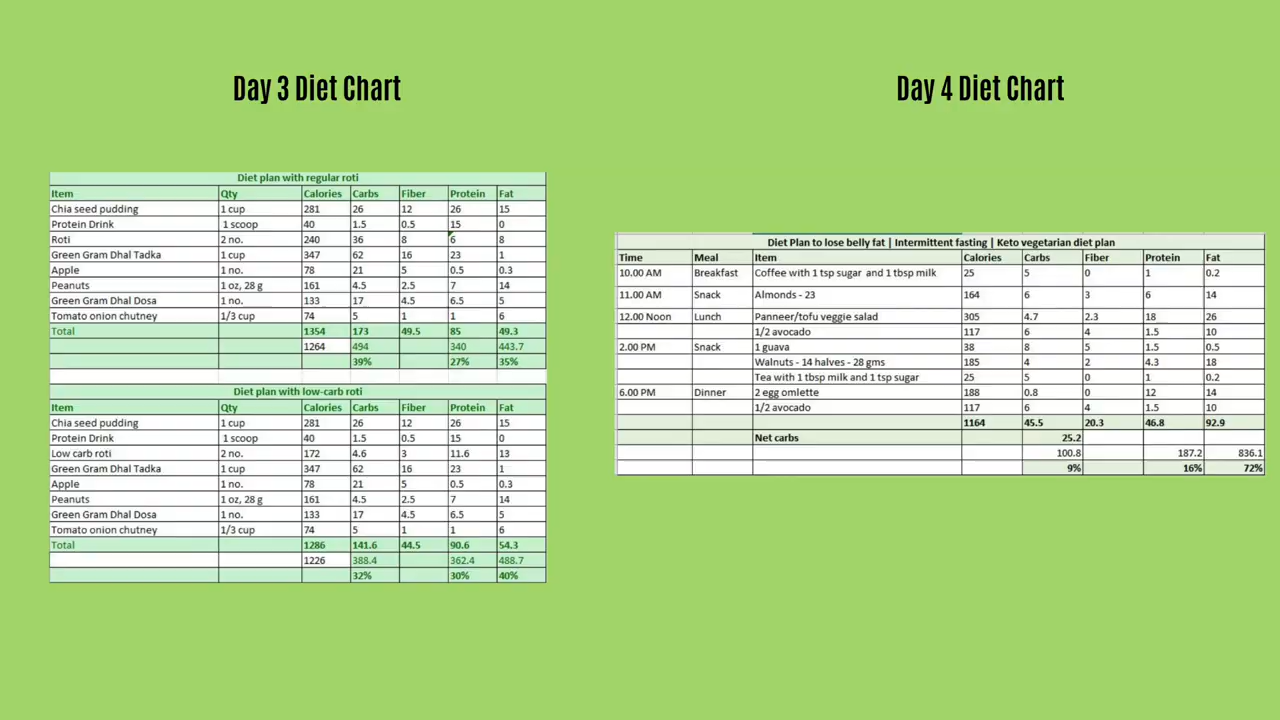 Day 3 Diet Chart
Diet plan with regular roti
Item Qty Calories Carbs Fiber Protein Fat
Chia seed pudding 1 cup 281 26 12 26 15
Protein Drink 1 scoop 40 1.5 0.5 15 0
Roti 2 no. 240 36 8 6 8
Green Gram Dhal Tadka 1 cup 347 62 16 23 1
Apple 1 no. 78 21 5 0.5 0.3
Peanuts 1 oz, 28 g 161 4.5 2.5 7 14
Green Gram Dhal Dosa 1 no. 133 17 4.5 6.5 5
Tomato onion chutney 1/3 cup 74 5 1 1 6
Total 1354 173 49.5 85 49.3
1264 494 340 443.7
39% 27% 35%
Diet plan with low-carb roti
Item Qty Calories Carbs Fiber Protein Fat
Chia seed pudding 1 cup 281 26 12 26 15
Protein Drink 1 scoop 40 1.5 0.5 15 0
Low carb roti 2 no. 172 4.6 3 11.6 13
Green Gram Dhal Tadka 1 cup 347 62 16 23 1
Apple 1 no. 78 21 5 0.5 0.3
Peanuts 1 oz, 28 g 161 4.5 2.5 7 14
Green Gram Dhal Dosa 1 no. 133 17 4.5 6.5 5
Tomato onion chutney 1/3 cup 74 5 1 1 6
Total 1286 141.6 44.5 90.6 54.3
1226 388.4 362.4 488.7
32% 30% 40%
Day 4 Diet Chart
Diet Plan to lose belly fat | Intermittent fasting | Keto vegetarian diet plan
Time Meal Item Calories Carbs Fiber Protein Fat
10.00 AM Breakfast Coffee with 1 tsp sugar and 1 tbsp milk 25 5 0 1 0.2
11.00 AM Snack Almonds - 23 164 6 3 6 14
12.00 Noon Lunch Panneer/tofu veggie salad 305 4.7 2.3 18 26
1/2 avocado 117 6 4 1.5 10
2.00 PM Snack 1 guava 38 8 5 1.5 0.5
Walnuts - 14 halves - 28 gms 185 4 2 4.3 18
Tea with 1 tbsp milk and 1 tsp sugar 25 5 0 1 0.2
6.00 PM Dinner 2 egg omlette 188 0.8 0 12 14
1/2 avocado 117 6 4 1.5 10
1164 45.5 20.3 46.8 92.9
Net carbs 25.2
100.8 187.2 836.1
9% 16% 72%